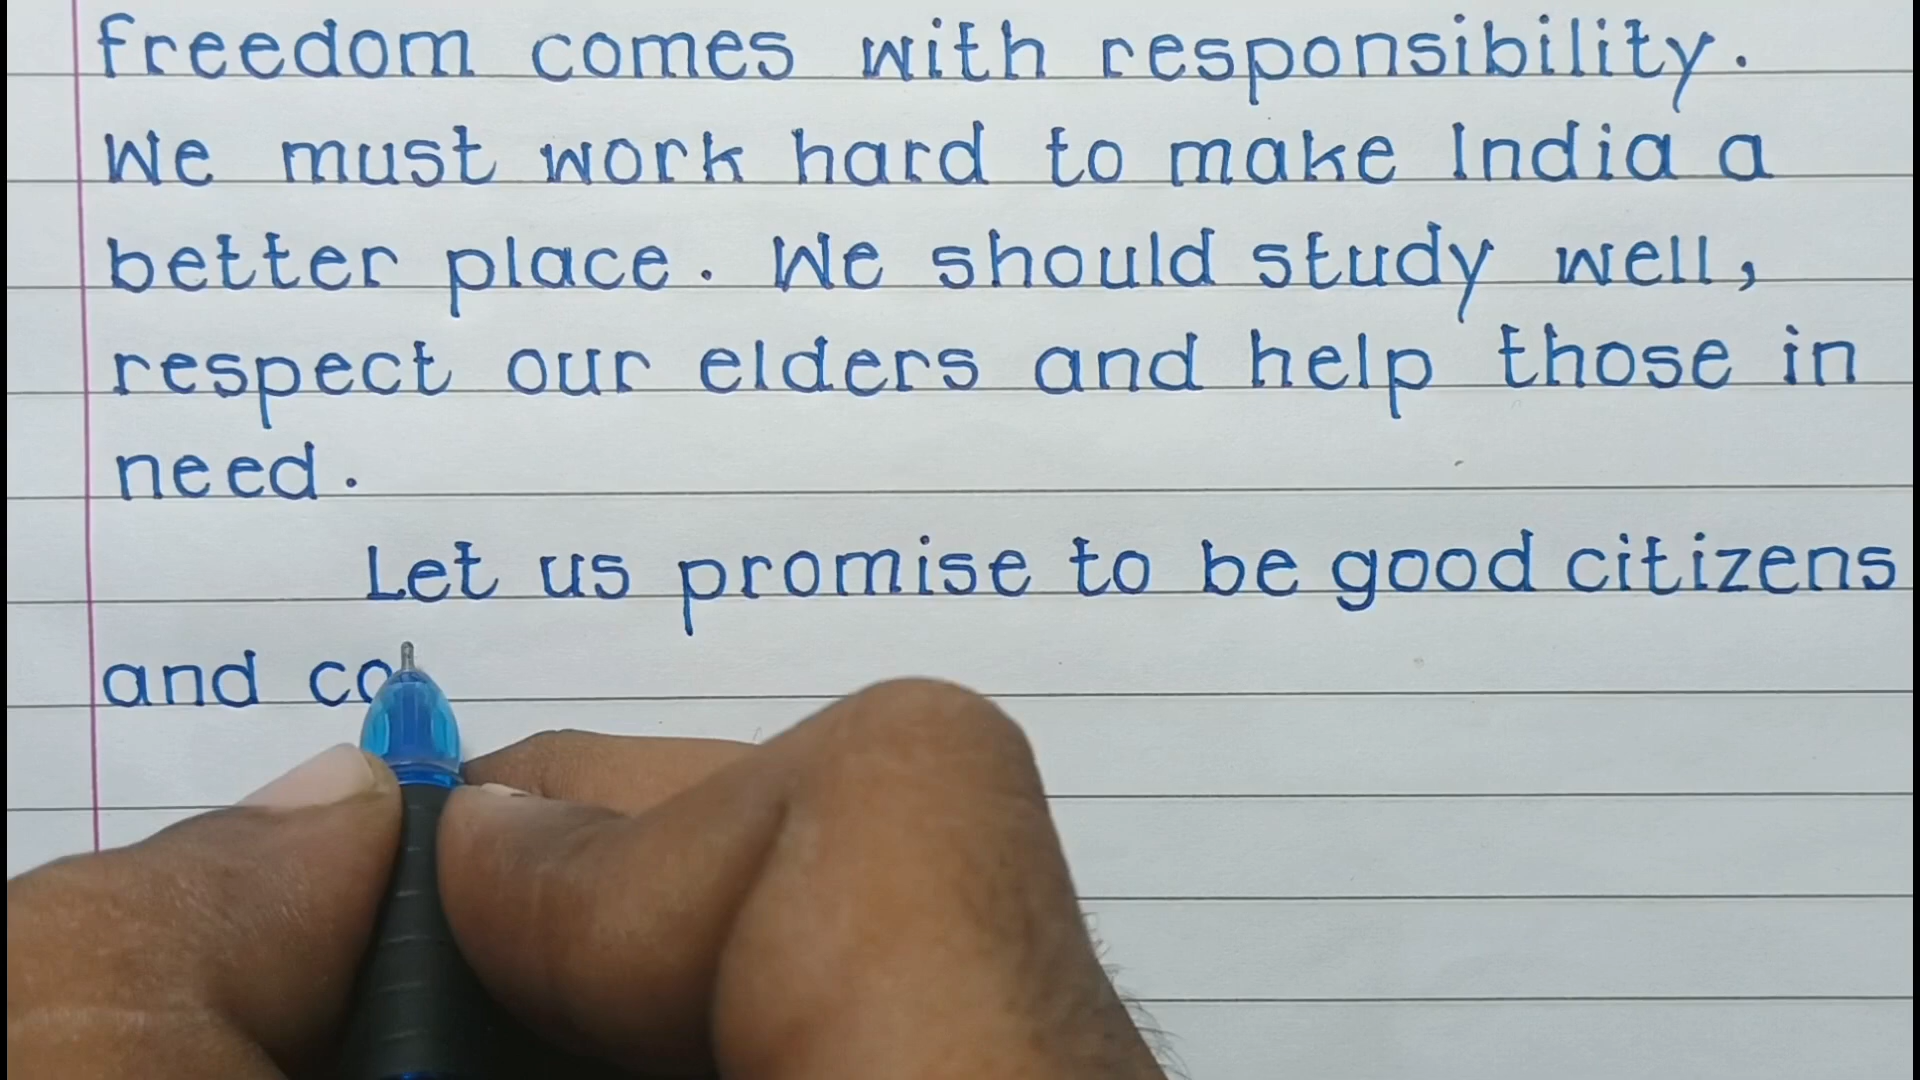 freedom comes with responsibility.
We must work hard to make India a
better place. We should study well,
respect our elders and help those in
need.
Let us promise to be good citizens
and co